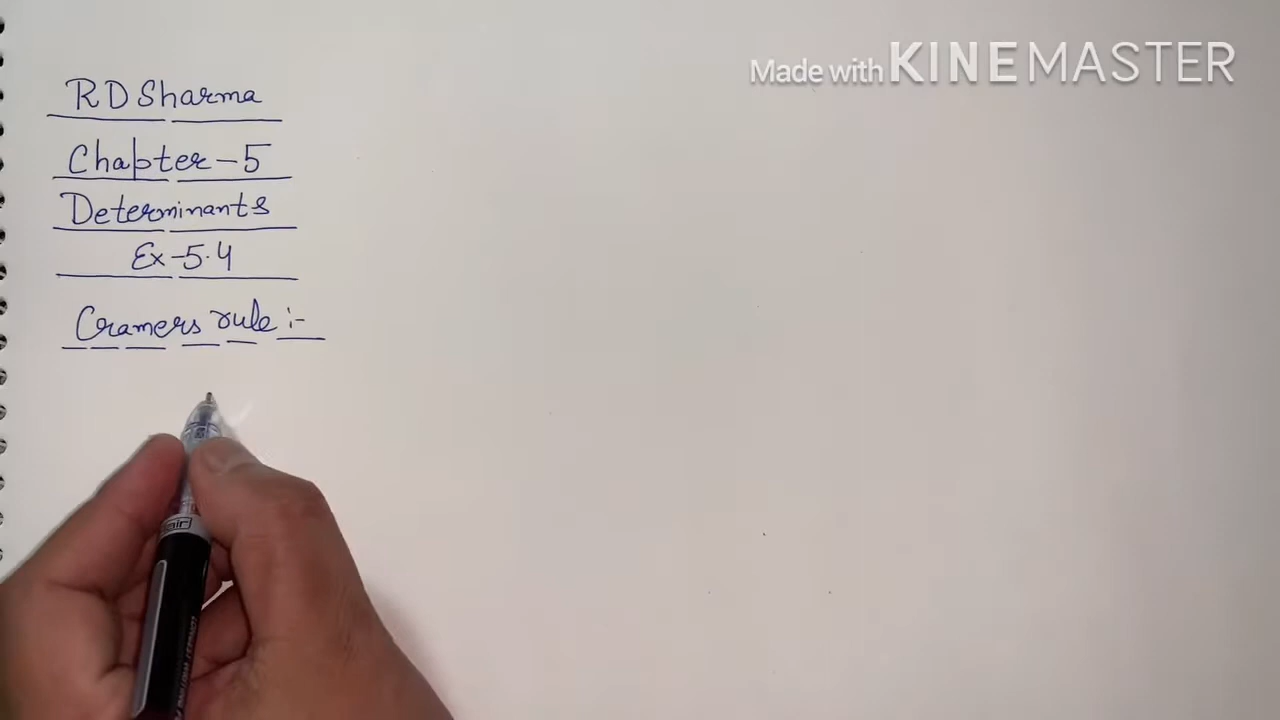 RD Sharma
Chapter-5
Determinants
Ex-5.4
Cramers rule :-
Made with KINEMASTER